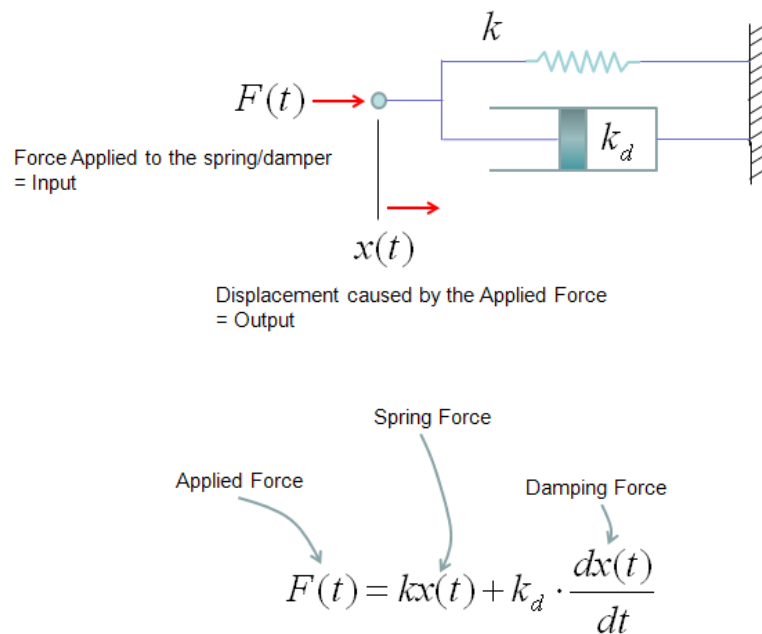 k
F(t)
k_d
Force Applied to the spring/damper
= Input
x(t)
Displacement caused by the Applied Force
= Output
Spring Force
Applied Force
Damping Force
F(t) = kx(t) + k_d · dx(t)/dt